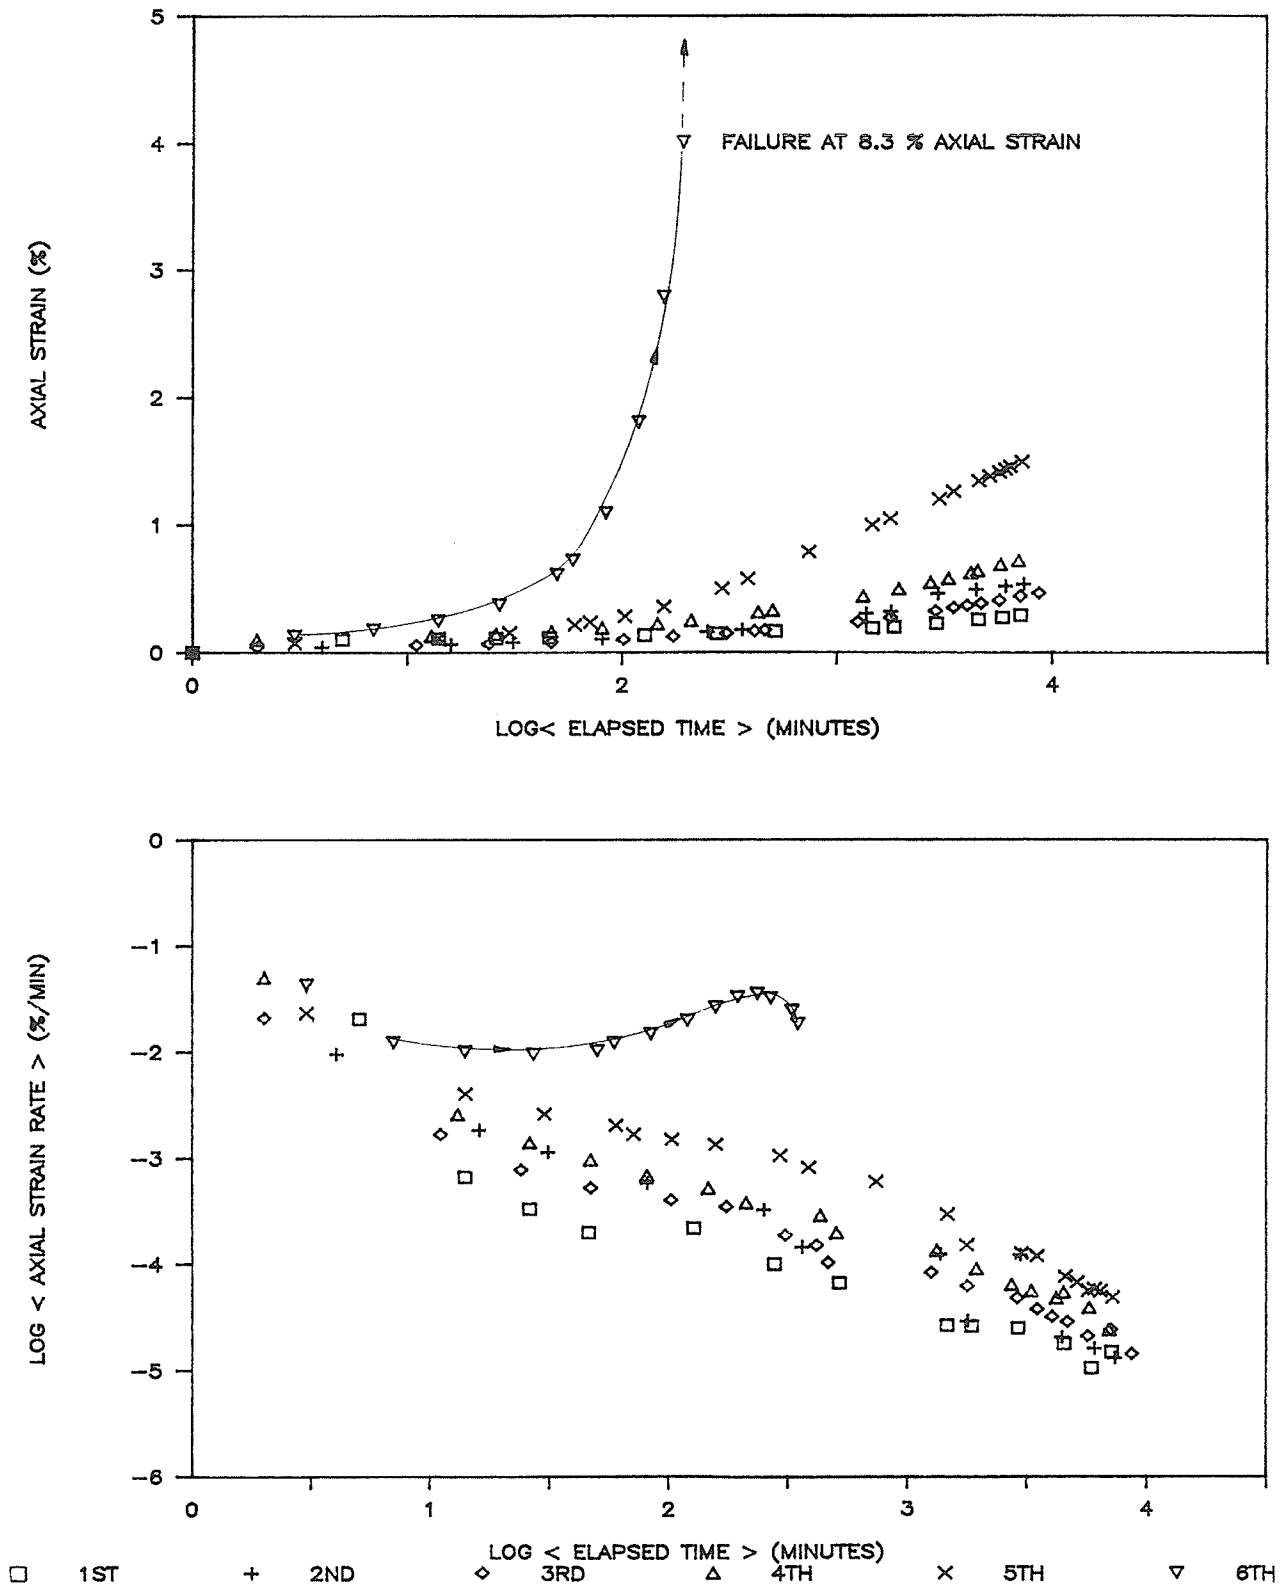 5
4
FAILURE AT 8.3 % AXIAL STRAIN
3
AXIAL STRAIN (%)
2
1
0
0 2 4
LOG< ELAPSED TIME > (MINUTES)
0
−1
−2
LOG < AXIAL STRAIN RATE > (%/MIN)
−3
−4
−5
−6
0 1 2 3 4
LOG < ELAPSED TIME > (MINUTES)
1ST 2ND 3RD 4TH 5TH 6TH